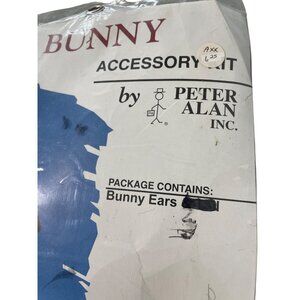 BUNNY
ACCESSORY KIT
by PETER
ALAN
INC.
®
PACKAGE CONTAINS:
Bunny Ears